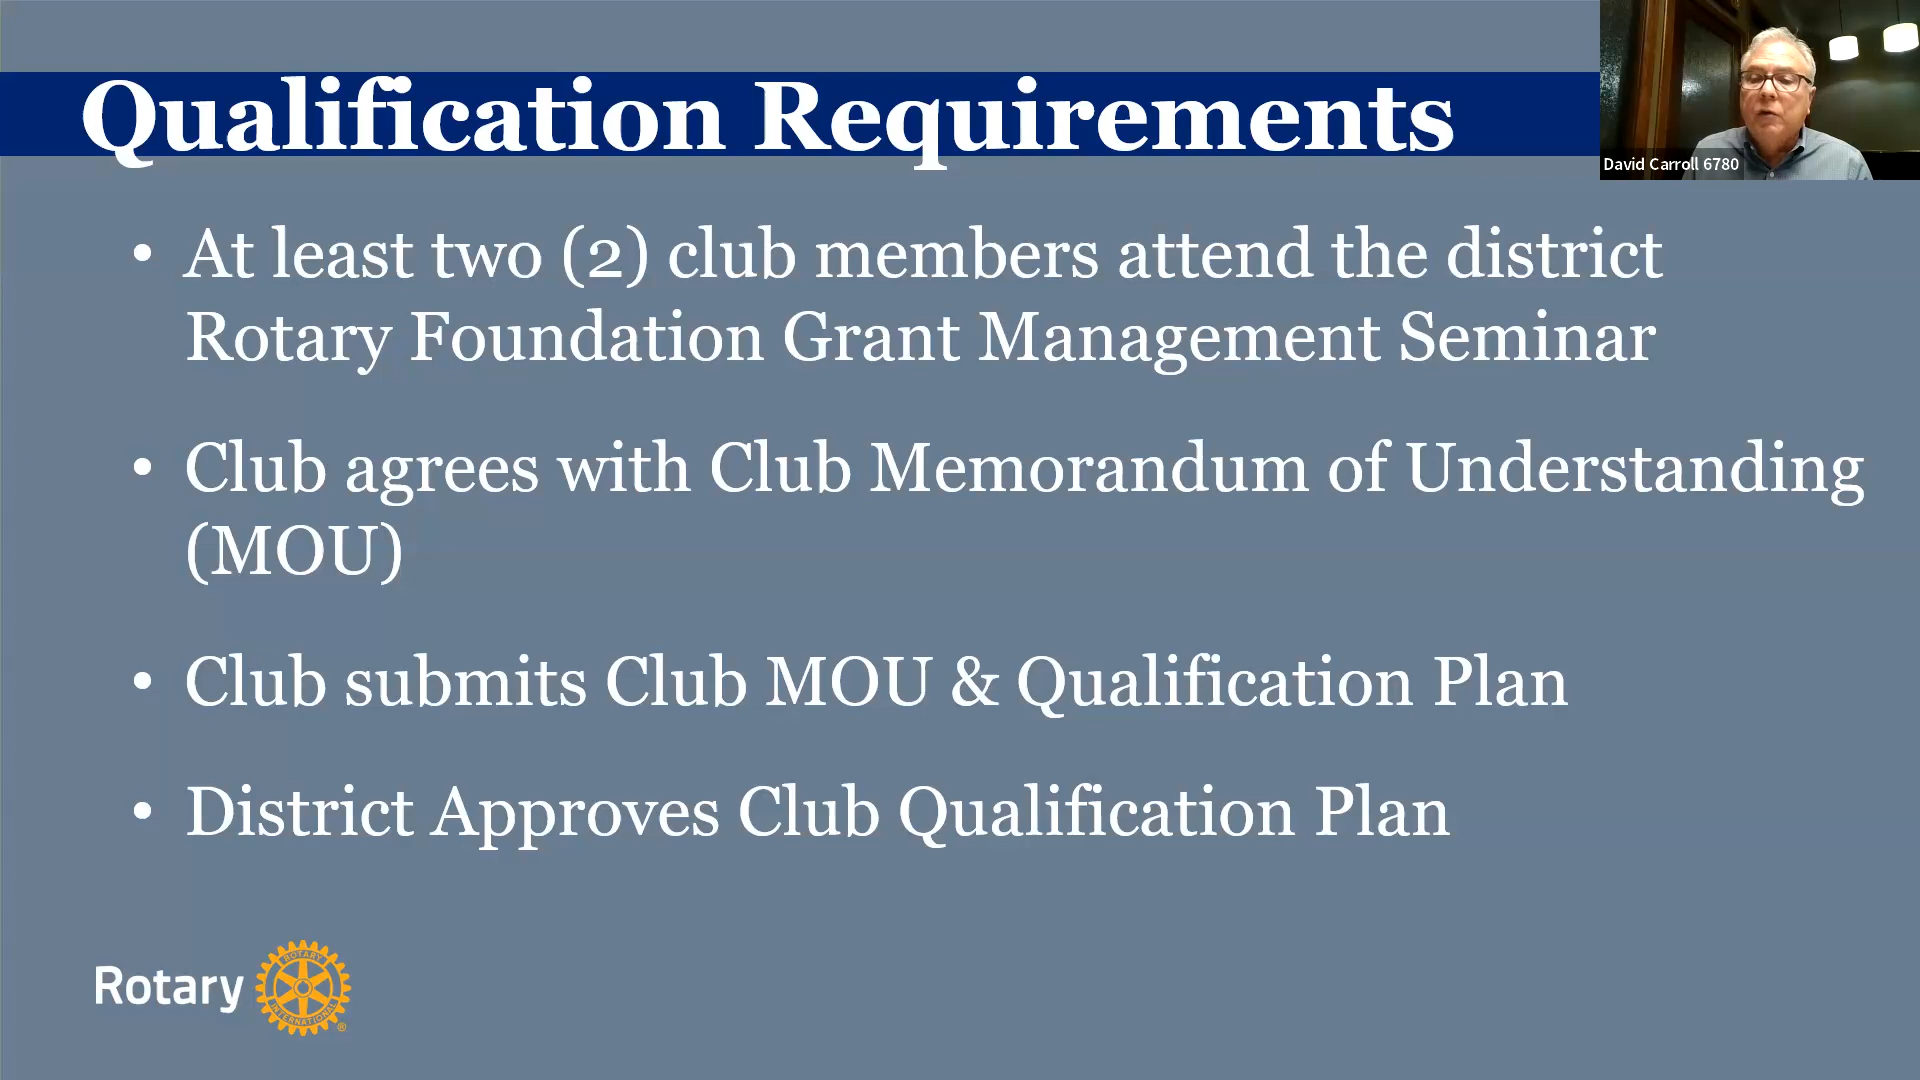 Qualification Requirements
David Carroll 6780
• At least two (2) club members attend the district
Rotary Foundation Grant Management Seminar
• Club agrees with Club Memorandum of Understanding
(MOU)
• Club submits Club MOU & Qualification Plan
• District Approves Club Qualification Plan
Rotary
ROTARY
INTERNATIONAL
®